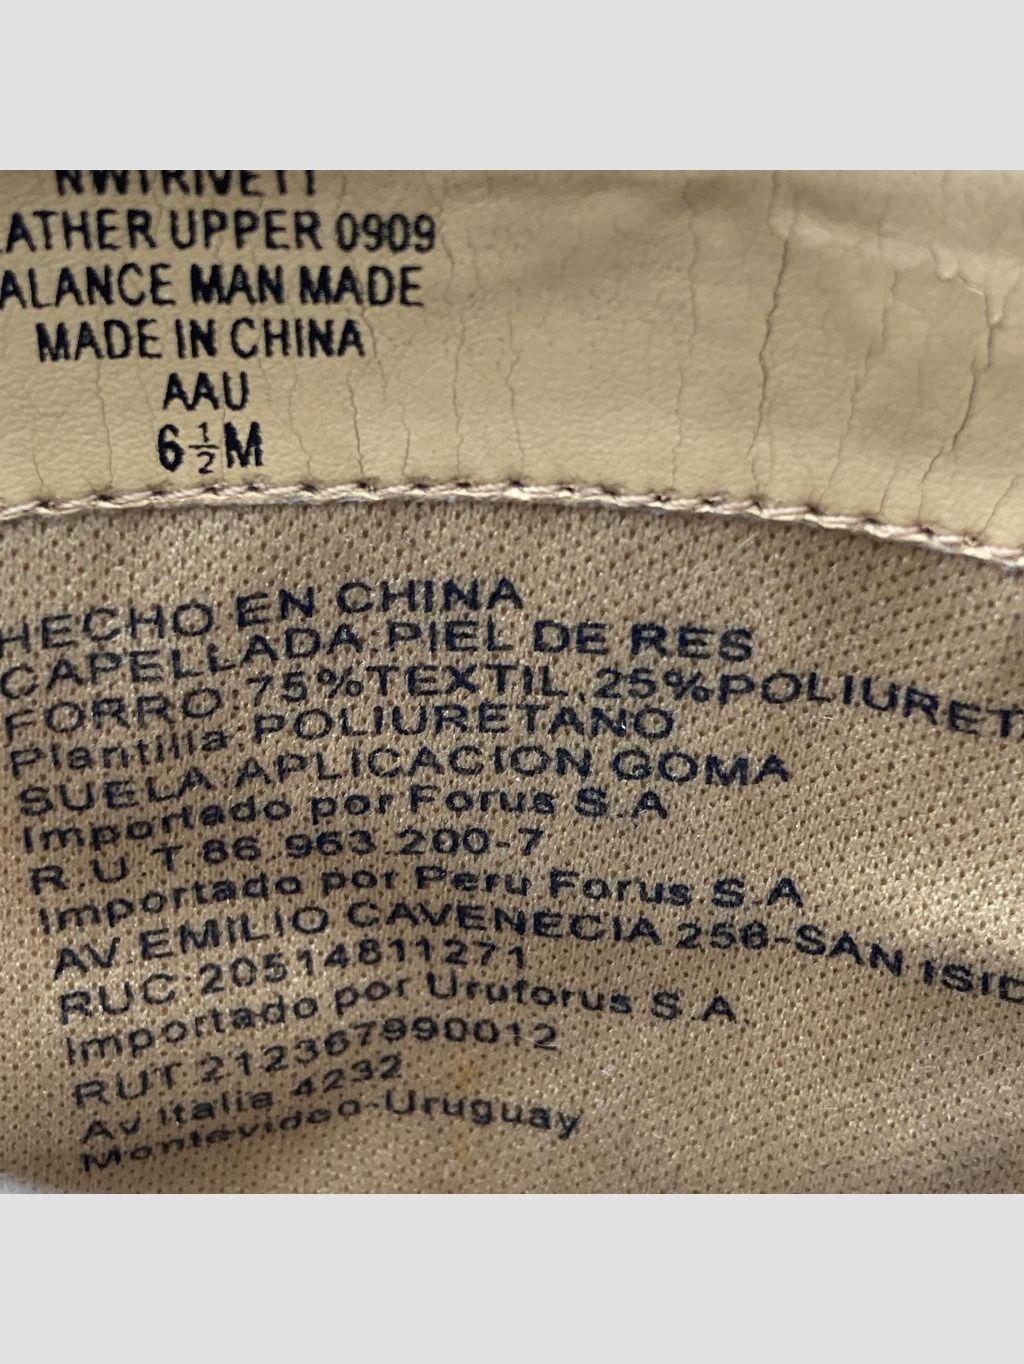 NWTRIVETT
EATHER UPPER 0909
ALANCE MAN MADE
MADE IN CHINA
AAU
6½M
HECHO EN CHINA
CAPELLADA:PIEL DE RES
FORRO:75%TEXTIL,25%POLIURETA
Plantilla:POLIURETANO
SUELA:APLICACION GOMA
Importado por Forus S.A
R.U.T.86.963.200-7
Importado por Peru Forus S.A
AV.EMILIO CAVENECIA 256-SAN ISID
RUC:20514811271
Importado por Uruforus S.A.
RUT 212367990012
Av Italia 4232
Montevideo-Uruguay